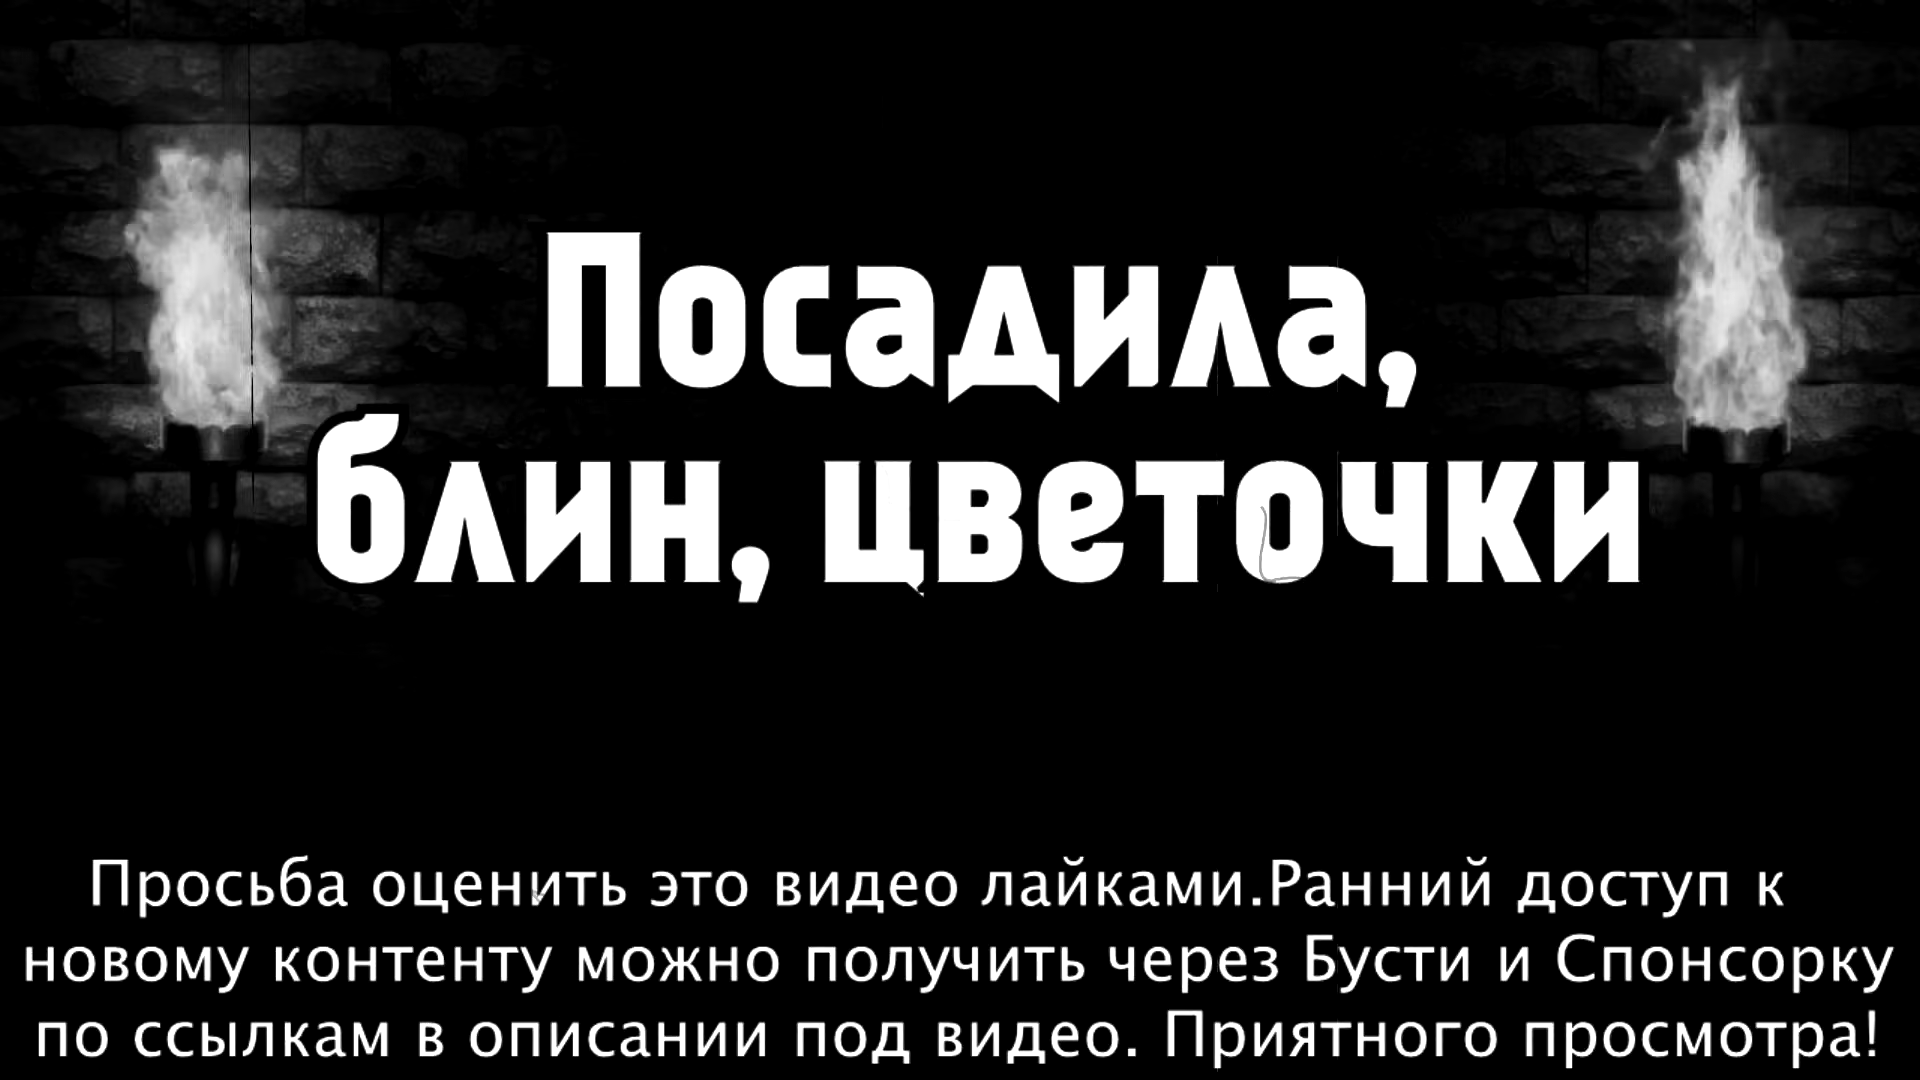 Посадила,
блин, цветочки
Просьба оценить это видео лайками.Ранний доступ к
новому контенту можно получить через Бусти и Спонсорку
по ссылкам в описании под видео. Приятного просмотра!